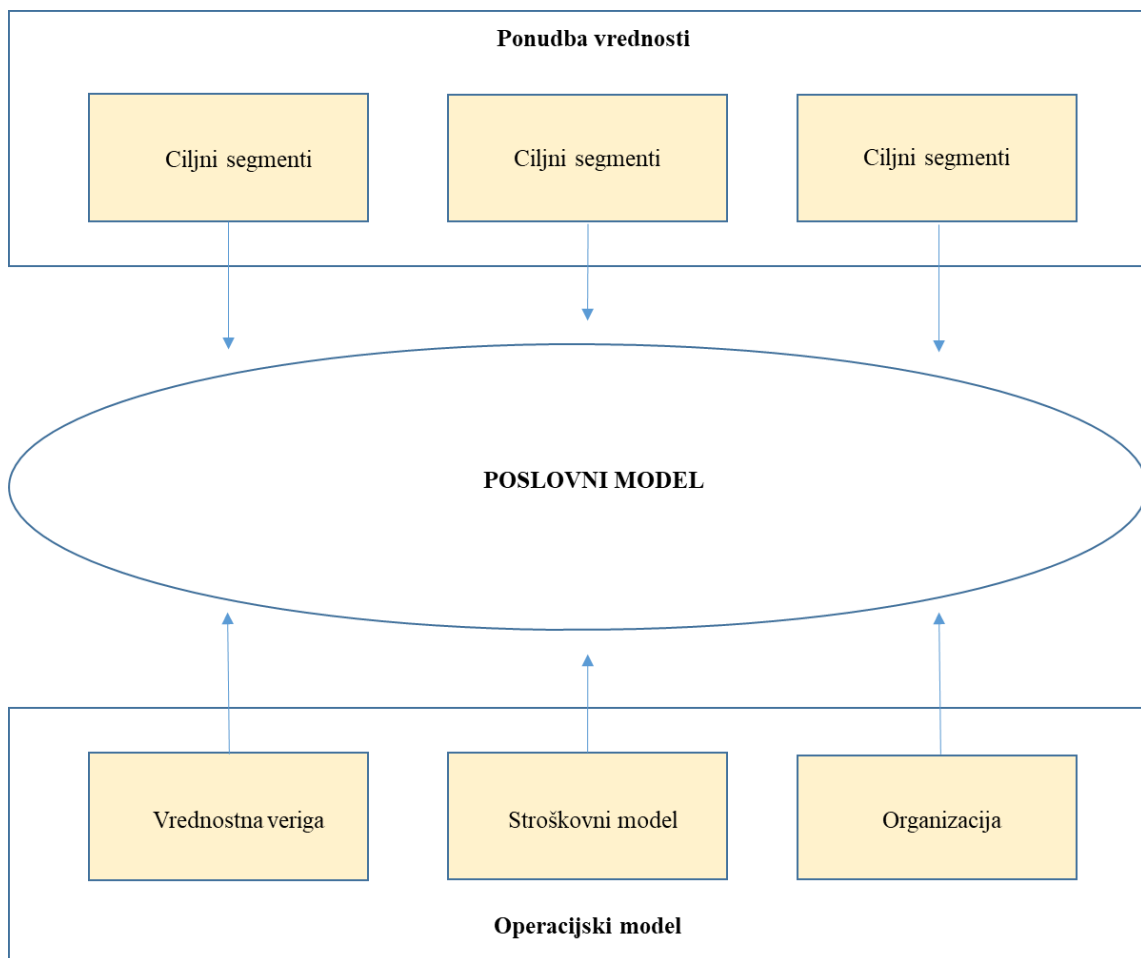 Ponudba vrednosti
Ciljni segmenti
Ciljni segmenti
Ciljni segmenti
POSLOVNI MODEL
Vrednostna veriga
Stroškovni model
Organizacija
Operacijski model